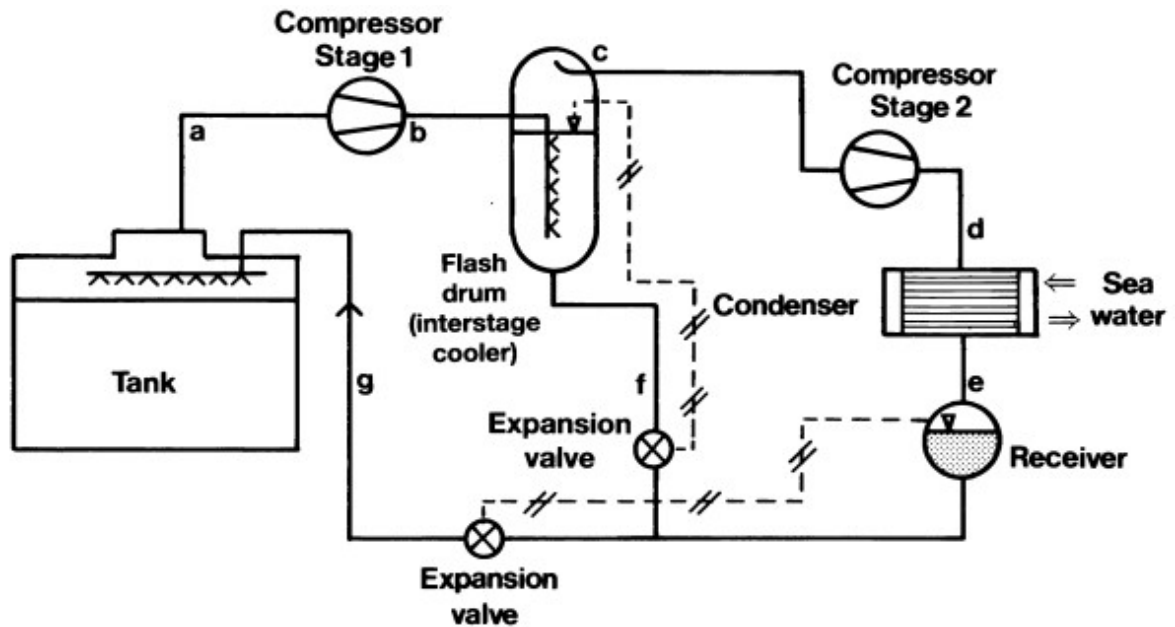 Compressor
Stage 1
c
Compressor
Stage 2
a
b
d
Flash
drum
(interstage
cooler)
Condenser
Sea
water
Tank
g
f
e
Expansion
valve
Receiver
Expansion
valve